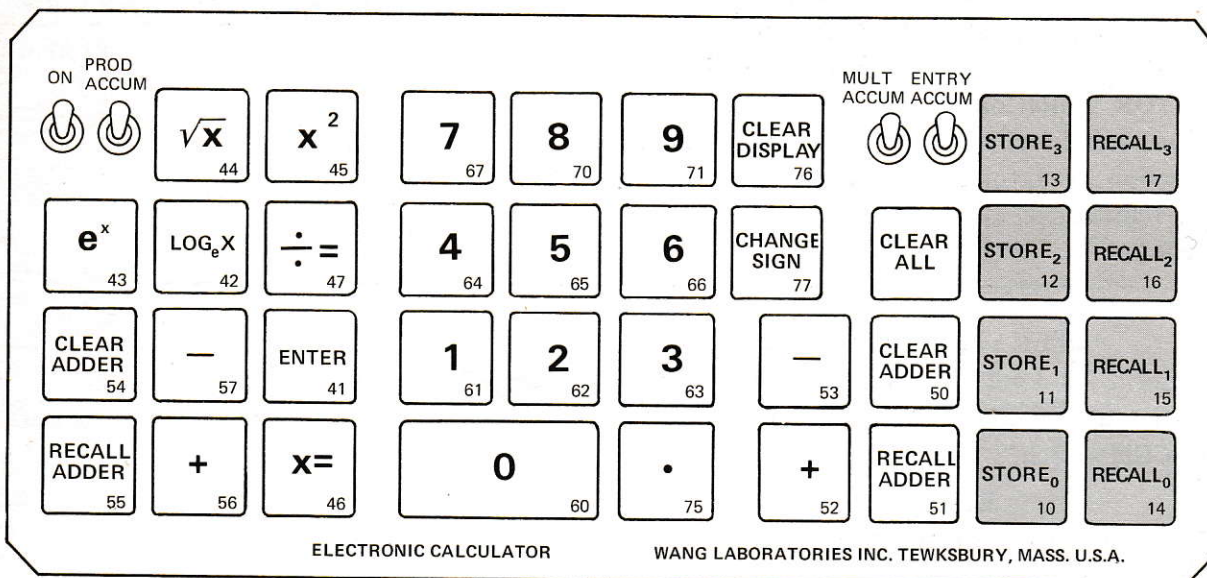 ON PROD ACCUM MULT ACCUM ENTRY ACCUM
√x 44 x² 45 7 67 8 70 9 71 CLEAR DISPLAY 76 STORE₃ 13 RECALL₃ 17
eˣ 43 LOGₑX 42 ÷= 47 4 64 5 65 6 66 CHANGE SIGN 77 CLEAR ALL STORE₂ 12 RECALL₂ 16
CLEAR ADDER 54 — 57 ENTER 41 1 61 2 62 3 63 — 53 CLEAR ADDER 50 STORE₁ 11 RECALL₁ 15
RECALL ADDER 55 + 56 x= 46 0 60 . 75 + 52 RECALL ADDER 51 STORE₀ 10 RECALL₀ 14
ELECTRONIC CALCULATOR WANG LABORATORIES INC. TEWKSBURY, MASS. U.S.A.